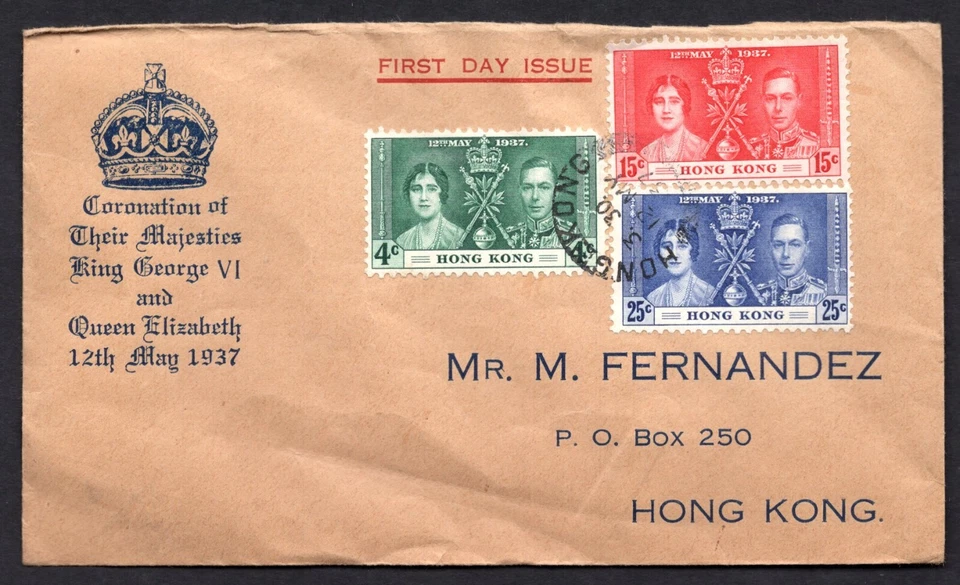 FIRST DAY ISSUE
Coronation of
Their Majesties
King George VI
and
Queen Elizabeth
12th May 1937
12TH MAY 1937.
4c
HONG KONG
12TH MAY 1937.
15c 15c
HONG KONG
12TH MAY 1937.
25c 25c
HONG KONG
HONG KONG
MR. M. FERNANDEZ
P. O. BOX 250
HONG KONG.